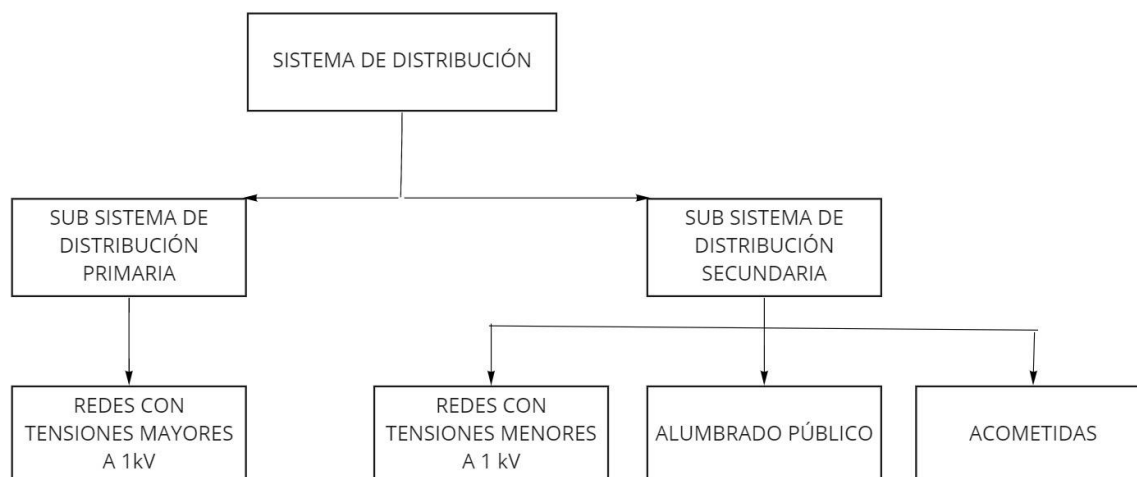 SISTEMA DE DISTRIBUCIÓN
SUB SISTEMA DE
DISTRIBUCIÓN
PRIMARIA
SUB SISTEMA DE
DISTRIBUCIÓN
SECUNDARIA
REDES CON
TENSIONES MAYORES
A 1kV
REDES CON
TENSIONES MENORES
A 1 kV
ALUMBRADO PÚBLICO
ACOMETIDAS